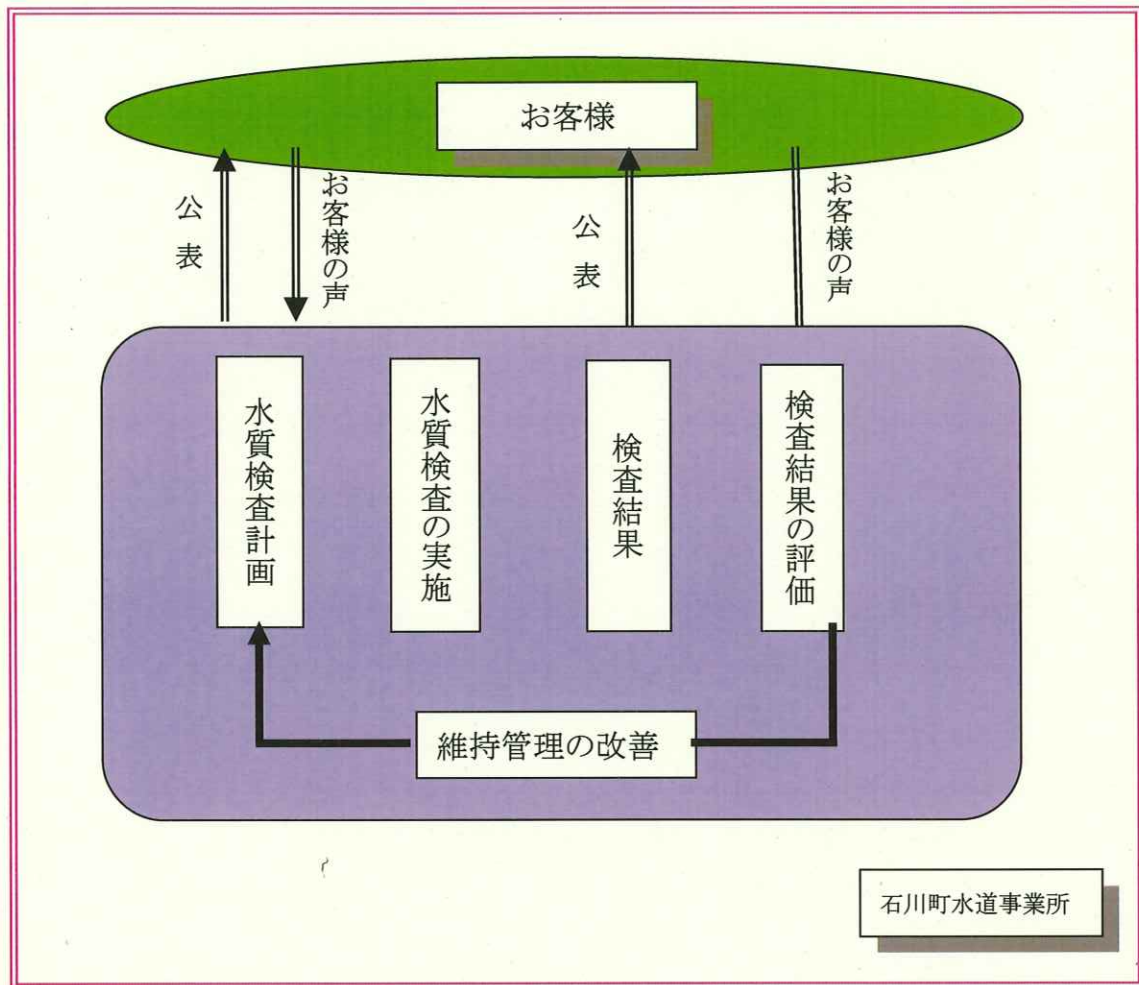 お客様
公表
お客様の声
公表
お客様の声
水質検査計画
水質検査の実施
検査結果
検査結果の評価
維持管理の改善
石川町水道事業所